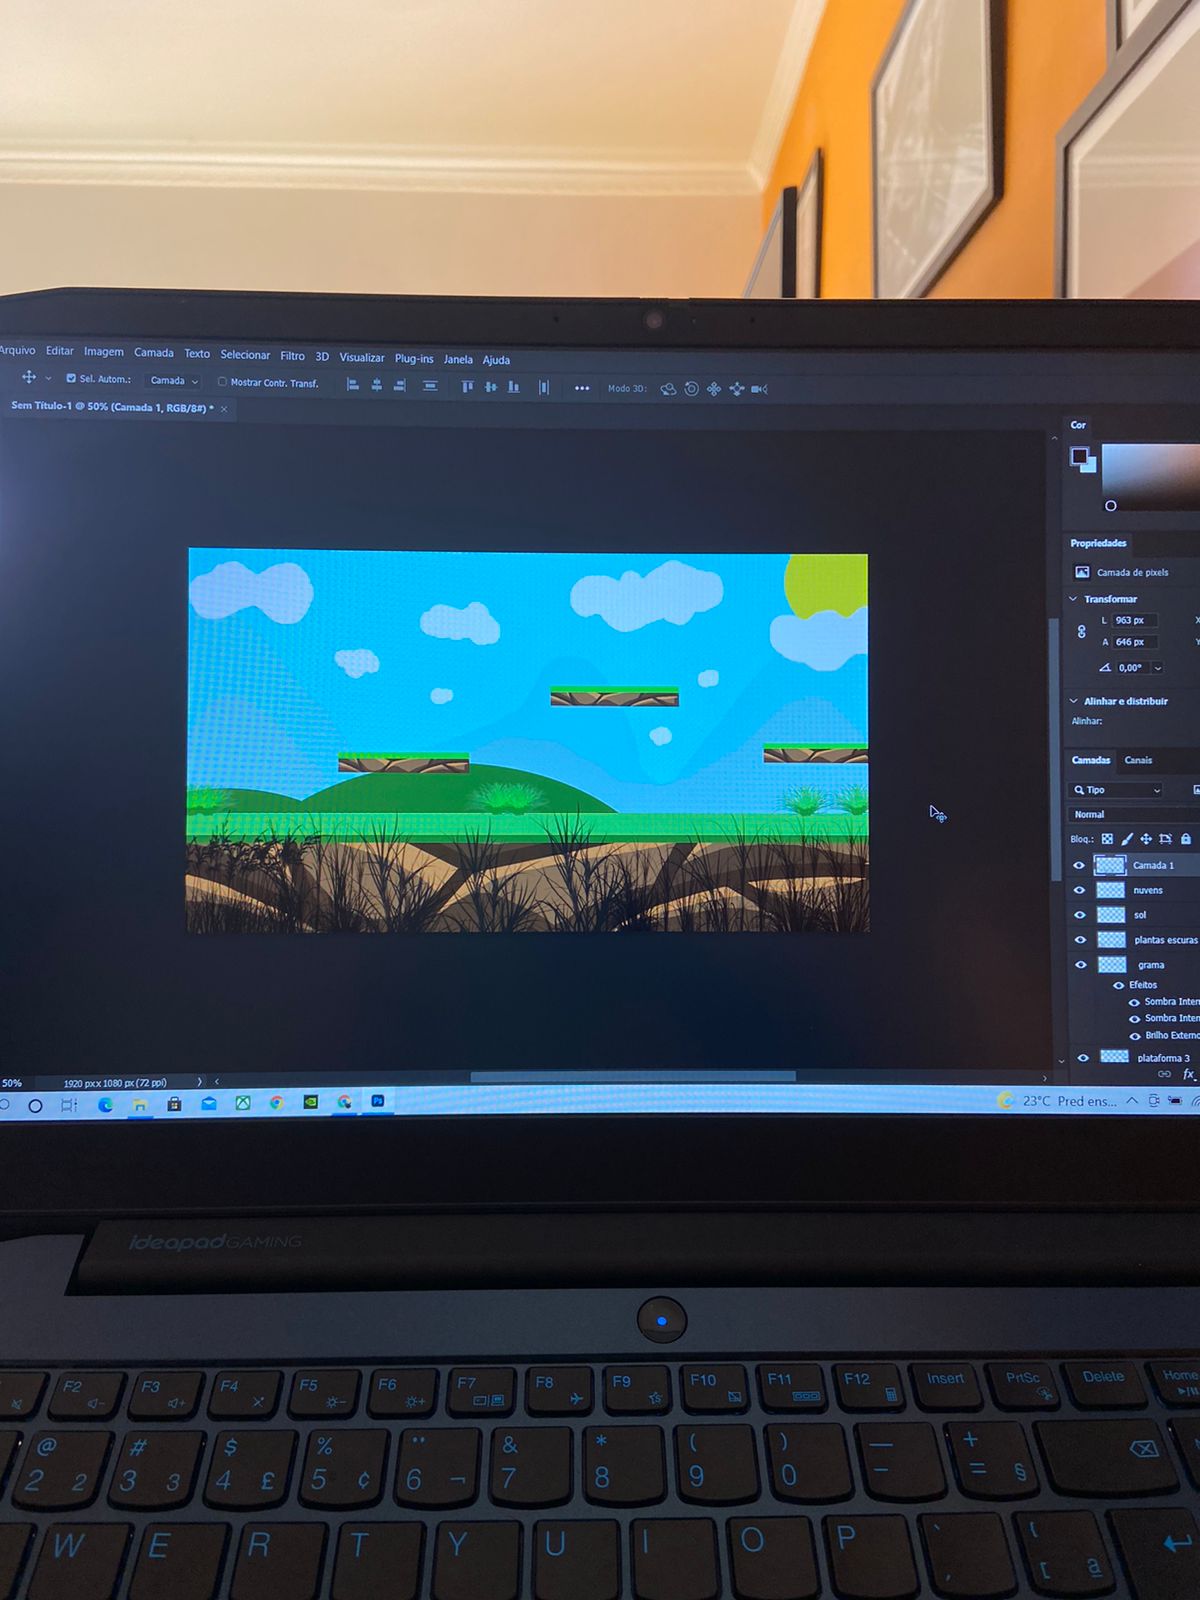 Arquivo Editar Imagem Camada Texto Selecionar Filtro 3D Visualizar Plug-ins Janela Ajuda
Sel. Autom.: Camada Mostrar Contr. Transf. Modo 3D:
Sem Título-1 @ 50% (Camada 1, RGB/8#) *
Cor
Propriedades
Camada de pixels
Transformar
L 963 px X
A 646 px Y
0,00°
Alinhar e distribuir
Alinhar:
Camadas Canais
Tipo
Normal
Bloq.:
Camada 1
nuvens
sol
plantas escuras
grama
Efeitos
Sombra Inter
Sombra Inter
Brilho Externo
plataforma 3
fx
50% 1920 px x 1080 px (72 ppi)
23°C Pred ens...
ideapad GAMING
F2 F3 F4 F5 F6 F7 F8 F9 F10 F11 F12 Insert PrtSc Delete Home
@ # $ % ¨ & * ( ) — +
2 2 3 3 4 £ 5 ¢ 6 ¬ 7 8 9 0 - = §
W E R T Y U I O P ` {
´ [ ª